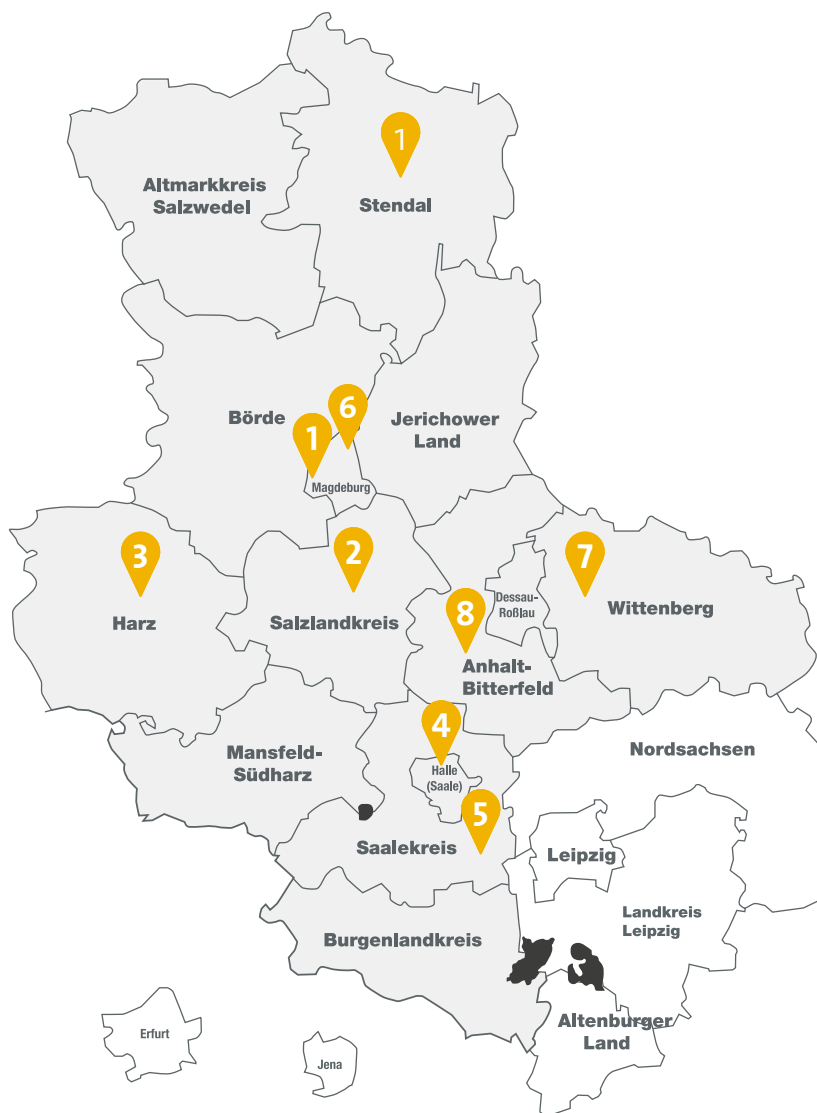 1
Altmarkkreis
Salzwedel
Stendal
6
Börde
1
Jerichower
Land
Magdeburg
3
2
7
Harz
Salzlandkreis
8
Dessau-
Roßlau
Wittenberg
Anhalt-
Bitterfeld
4
Mansfeld-
Südharz
Halle
(Saale)
Nordsachsen
5
Saalekreis
Leipzig
Landkreis
Leipzig
Burgenlandkreis
Altenburger
Land
Erfurt
Jena